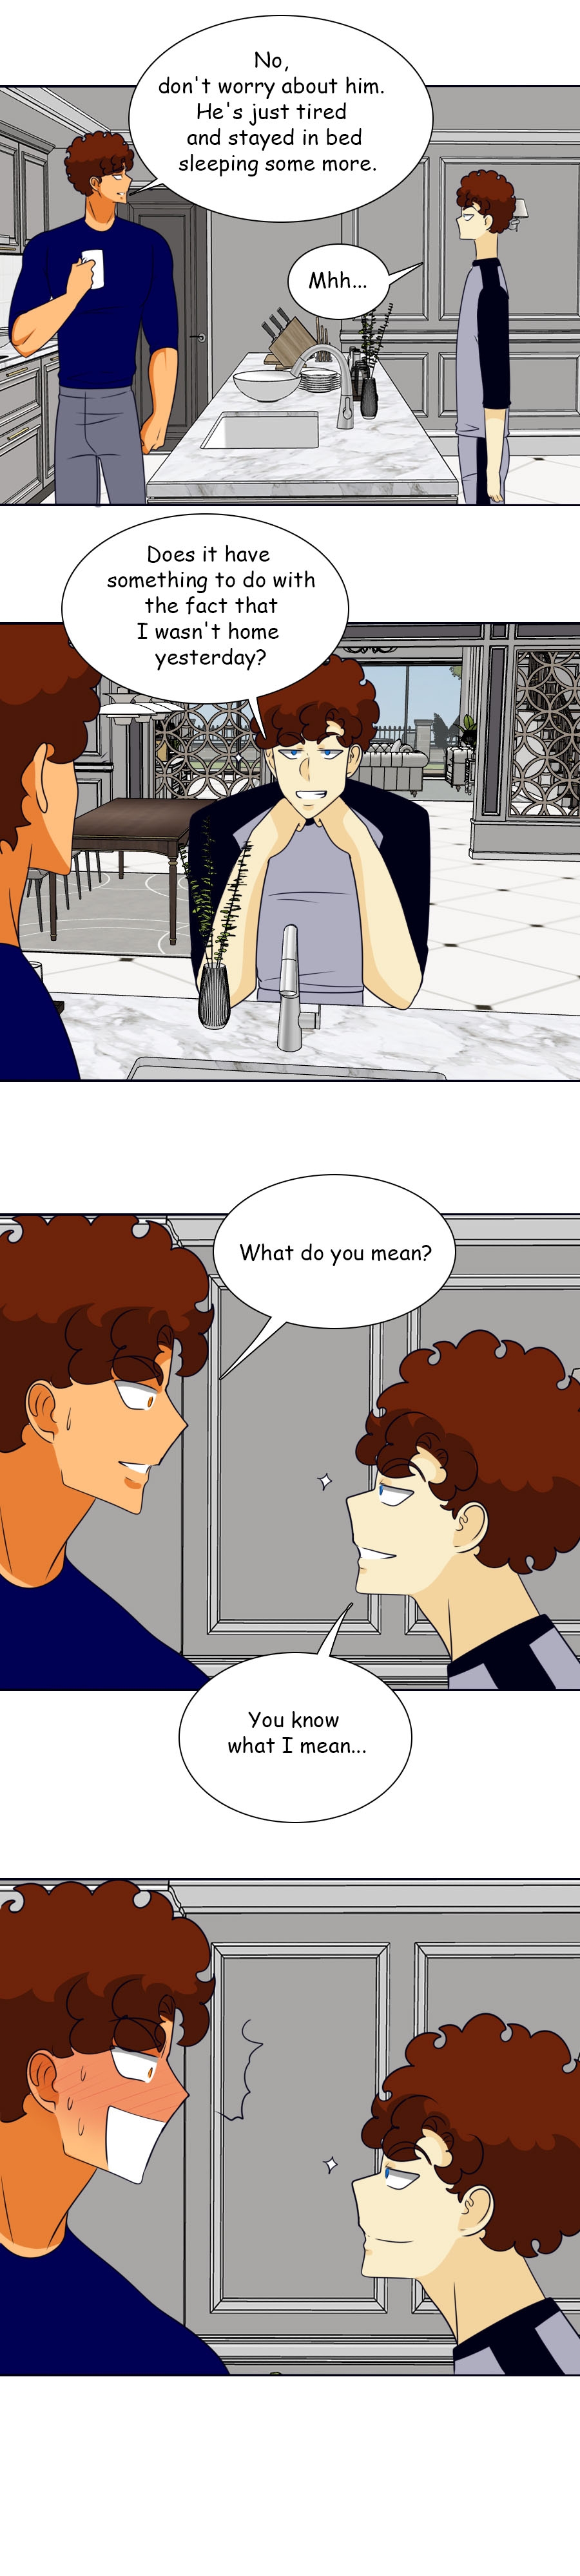 No,
don't worry about him.
He's just tired
and stayed in bed
sleeping some more.
Mhh...
Does it have
something to do with
the fact that
I wasn't home
yesterday?
What do you mean?
You know
what I mean...